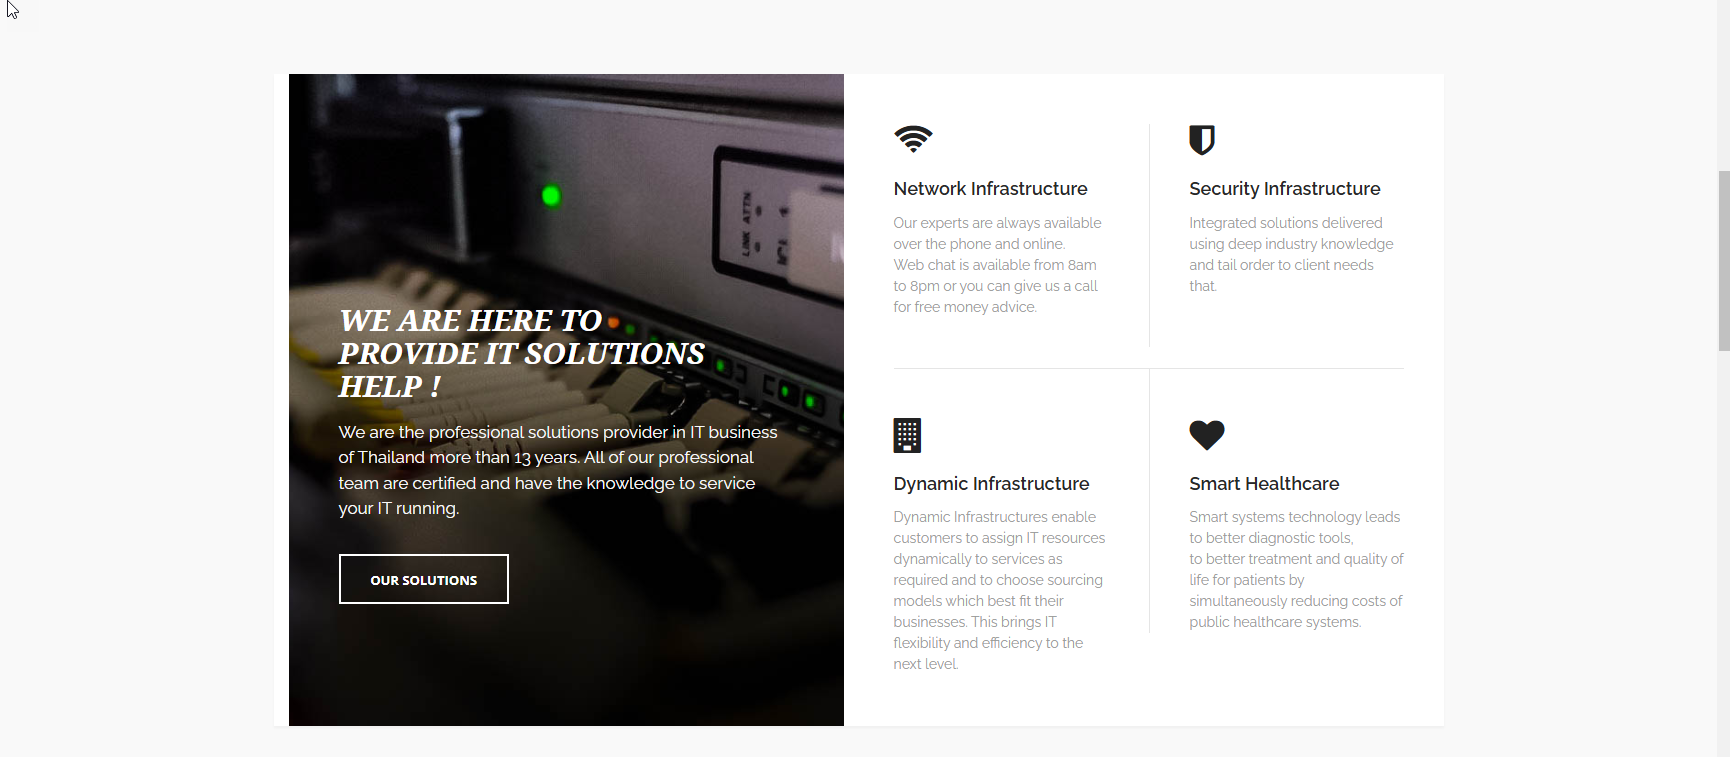 WE ARE HERE TO
PROVIDE IT SOLUTIONS
HELP !
We are the professional solutions provider in IT business
of Thailand more than 13 years. All of our professional
team are certified and have the knowledge to service
your IT running.
OUR SOLUTIONS
LINK ATTN
Network Infrastructure
Our experts are always available
over the phone and online.
Web chat is available from 8am
to 8pm or you can give us a call
for free money advice.
Security Infrastructure
Integrated solutions delivered
using deep industry knowledge
and tail order to client needs
that.
Dynamic Infrastructure
Dynamic Infrastructures enable
customers to assign IT resources
dynamically to services as
required and to choose sourcing
models which best fit their
businesses. This brings IT
flexibility and efficiency to the
next level.
Smart Healthcare
Smart systems technology leads
to better diagnostic tools,
to better treatment and quality of
life for patients by
simultaneously reducing costs of
public healthcare systems.